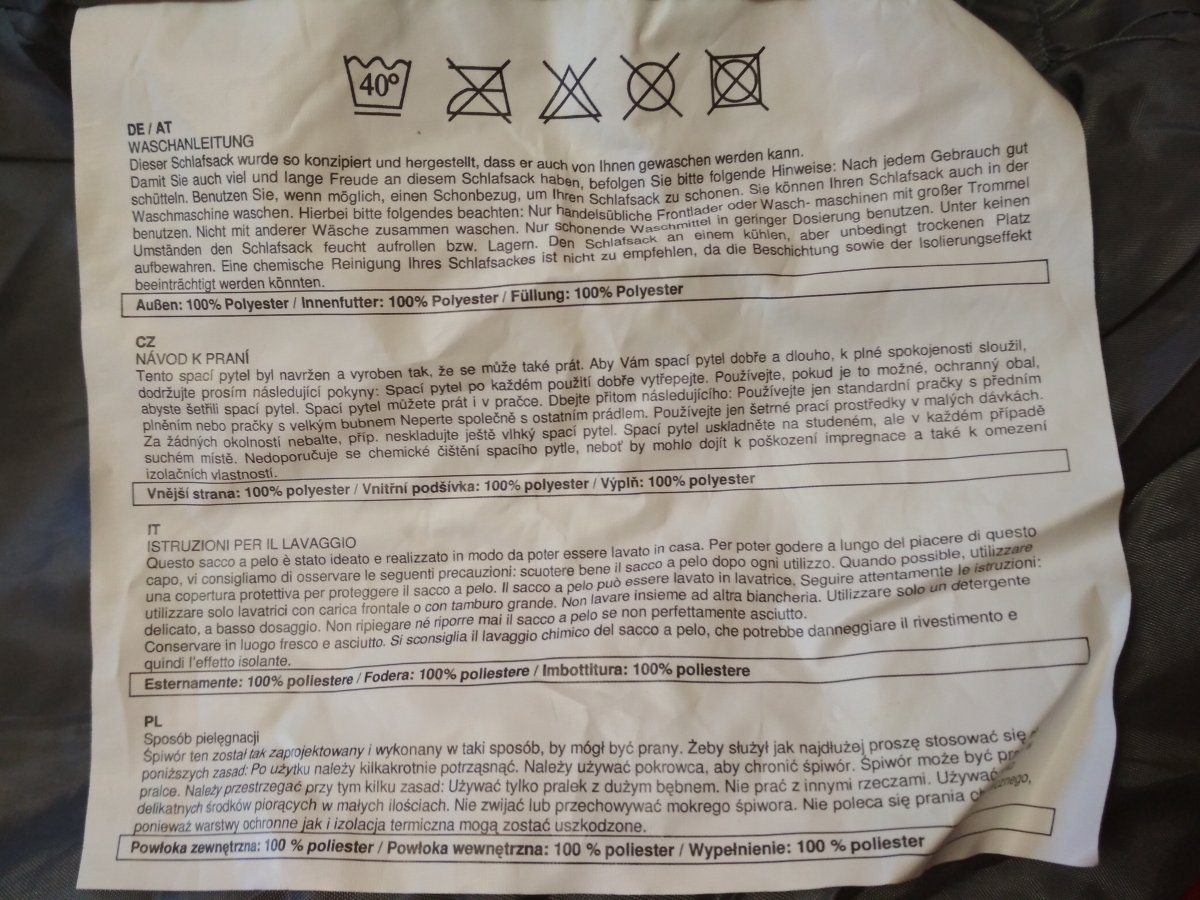 40°
DE / AT
WASCHANLEITUNG
Dieser Schlafsack wurde so konzipiert und hergestellt, dass er auch von Ihnen gewaschen werden kann.
Damit Sie auch viel und lange Freude an diesem Schlafsack haben, befolgen Sie bitte folgende Hinweise: Nach jedem Gebrauch gut
schütteln. Benutzen Sie, wenn möglich, einen Schonbezug, um Ihren Schlafsack zu schonen. Sie können Ihren Schlafsack auch in der
Waschmaschine waschen. Hierbei bitte folgendes beachten: Nur handelsübliche Frontlader oder Wasch- maschinen mit großer Trommel
benutzen. Nicht mit anderer Wäsche zusammen waschen. Nur schonende Waschmittel in geringer Dosierung benutzen. Unter keinen
Umständen den Schlafsack feucht aufrollen bzw. Lagern. Den Schlafsack an einem kühlen, aber unbedingt trockenen Platz
aufbewahren. Eine chemische Reinigung Ihres Schlafsackes ist nicht zu empfehlen, da die Beschichtung sowie der Isolierungseffekt
beeinträchtigt werden könnten.
Außen: 100% Polyester / Innenfutter: 100% Polyester / Füllung: 100% Polyester
CZ
NÁVOD K PRANÍ
Tento spací pytel byl navržen a vyroben tak, že se může také prát. Aby Vám spací pytel dobře a dlouho, k plné spokojenosti sloužil,
dodržujte prosím následující pokyny: Spací pytel po každém použití dobře vytřepejte. Používejte, pokud je to možné, ochranný obal,
abyste šetřili spací pytel. Spací pytel můžete prát i v pračce. Dbejte přitom následujícího: Používejte jen standardní pračky s předním
plněním nebo pračky s velkým bubnem Neperte společně s ostatním prádlem. Používejte jen šetrné prací prostředky v malých dávkách.
Za žádných okolností nebalte, příp. neskladujte ještě vlhký spací pytel. Spací pytel uskladněte na studeném, ale v každém případě
suchém místě. Nedoporučuje se chemické čištění spacího pytle, neboť by mohlo dojít k poškození impregnace a také k omezení
izolačních vlastností.
Vnější strana: 100% polyester / Vnitřní podšívka: 100% polyester / Výplň: 100% polyester
IT
ISTRUZIONI PER IL LAVAGGIO
Questo sacco a pelo è stato ideato e realizzato in modo da poter essere lavato in casa. Per poter godere a lungo del piacere di questo
capo, vi consigliamo di osservare le seguenti precauzioni: scuotere bene il sacco a pelo dopo ogni utilizzo. Quando possible, utilizzare
una copertura protettiva per proteggere il sacco a pelo. Il sacco a pelo può essere lavato in lavatrice. Seguire attentamente le istruzioni:
utilizzare solo lavatrici con carica frontale o con tamburo grande. Non lavare insieme ad altra biancheria. Utilizzare solo un detergente
delicato, a basso dosaggio. Non ripiegare né riporre mai il sacco a pelo se non perfettamente asciutto.
Conservare in luogo fresco e asciutto. Si sconsiglia il lavaggio chimico del sacco a pelo, che potrebbe danneggiare il rivestimento e
quindi l'effetto isolante.
Esternamente: 100% poliestere / Fodera: 100% poliestere / Imbottitura: 100% poliestere
PL
Sposób pielęgnacji
Śpiwór ten został tak zaprojektowany i wykonany w taki sposób, by mógł być prany. Żeby służył jak najdłużej proszę stosować się
poniższych zasad: Po użytku należy kilkakrotnie potrząsnąć. Należy używać pokrowca, aby chronić śpiwór. Śpiwór może być
pralce. Należy przestrzegać przy tym kilku zasad: Używać tylko pralek z dużym bębnem. Nie prać z innymi rzeczami. Używać
delikatnych środków piorących w małych ilościach. Nie zwijać lub przechowywać mokrego śpiwora. Nie poleca się prania
ponieważ warstwy ochronne jak i izolacja termiczna mogą zostać uszkodzone.
Powłoka zewnętrzna: 100 % poliester / Powłoka wewnętrzna: 100 % poliester / Wypełnienie: 100 % poliester